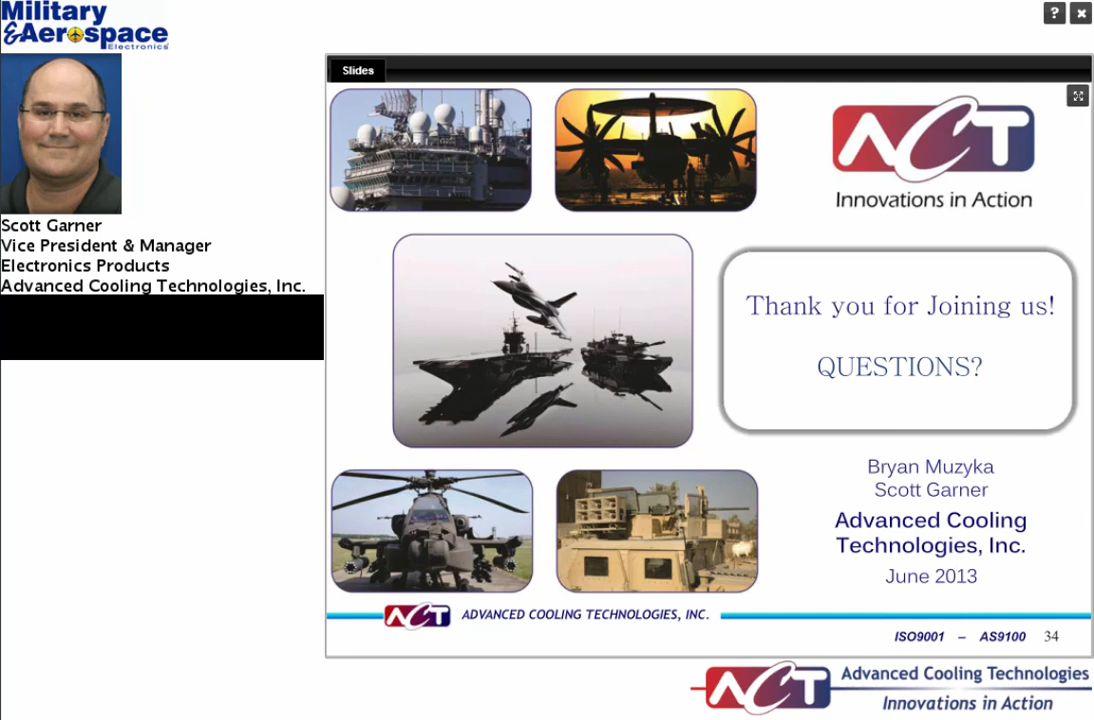 Military
&Aerospace
Electronics
?
Scott Garner
Vice President & Manager
Electronics Products
Advanced Cooling Technologies, Inc.
Slides
ACT
Innovations in Action
Thank you for Joining us!
QUESTIONS?
Bryan Muzyka
Scott Garner
Advanced Cooling
Technologies, Inc.
June 2013
ACT ADVANCED COOLING TECHNOLOGIES, INC.
ISO9001 – AS9100 34
ACT Advanced Cooling Technologies
Innovations in Action